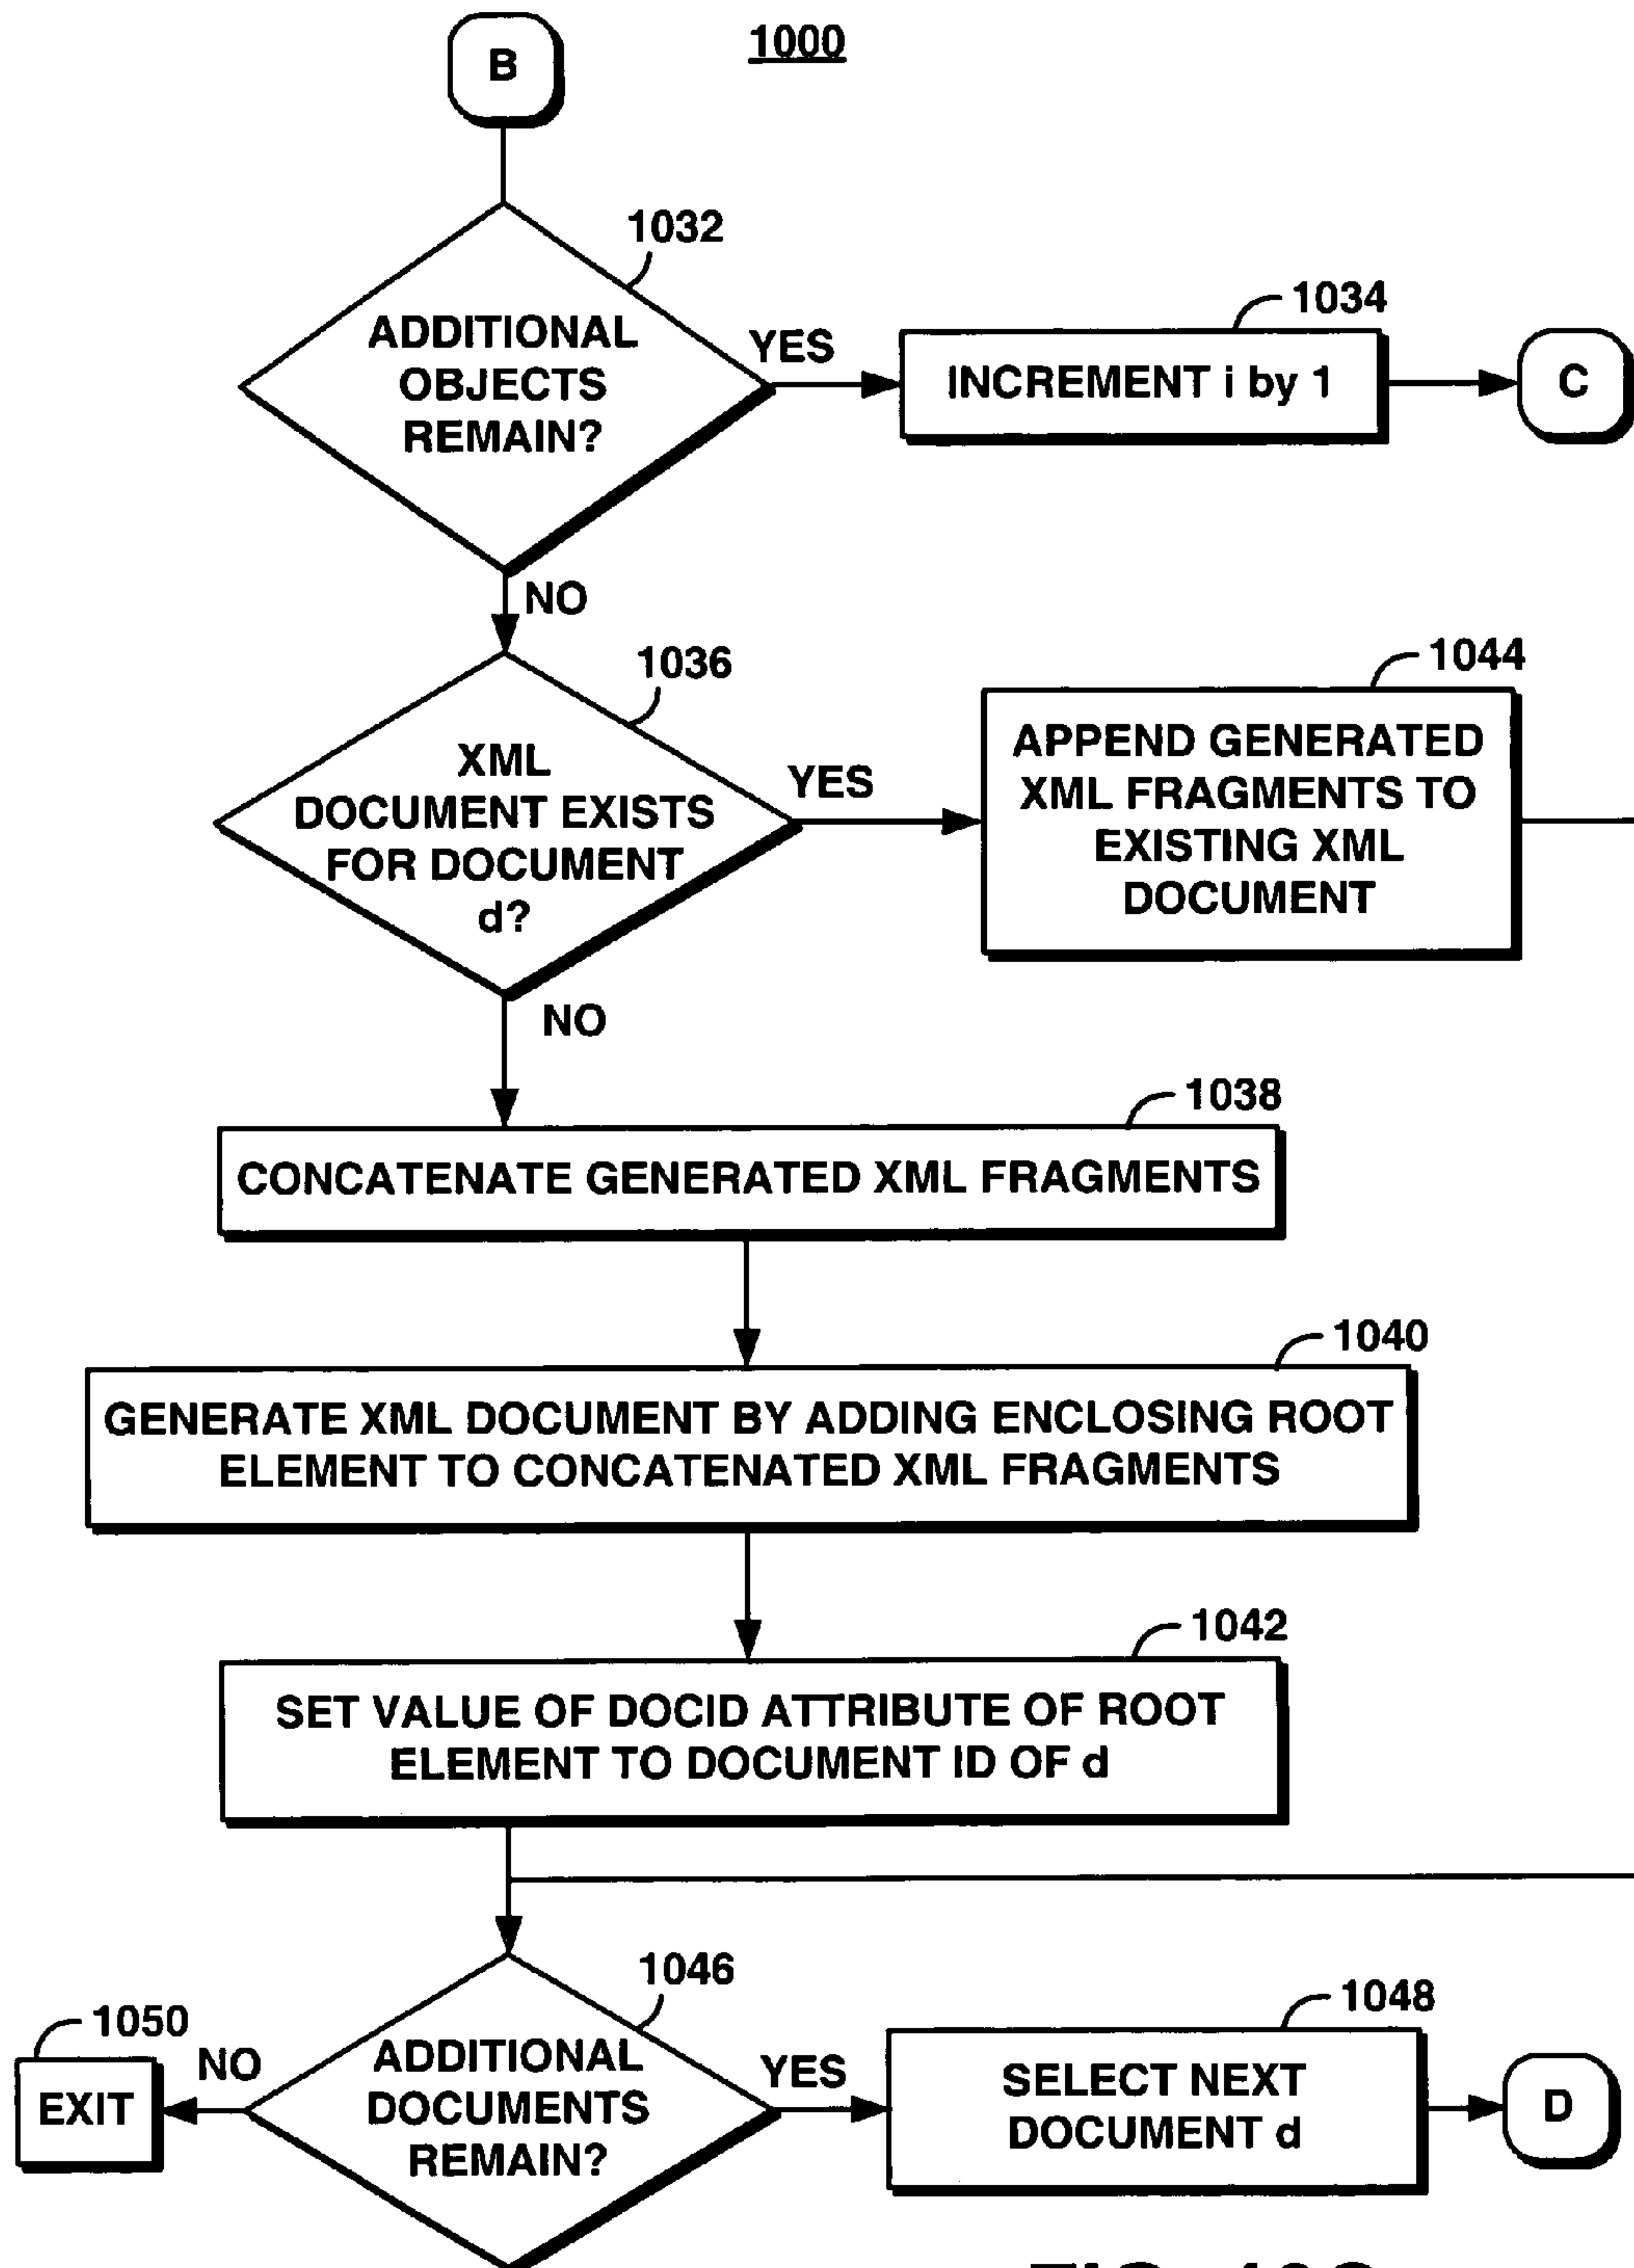 B
1000
1032
ADDITIONAL
OBJECTS
REMAIN?
YES
1034
INCREMENT i by 1
C
NO
1036
XML
DOCUMENT EXISTS
FOR DOCUMENT
d?
YES
1044
APPEND GENERATED
XML FRAGMENTS TO
EXISTING XML
DOCUMENT
NO
1038
CONCATENATE GENERATED XML FRAGMENTS
1040
GENERATE XML DOCUMENT BY ADDING ENCLOSING ROOT
ELEMENT TO CONCATENATED XML FRAGMENTS
1042
SET VALUE OF DOCID ATTRIBUTE OF ROOT
ELEMENT TO DOCUMENT ID OF d
1050
EXIT
NO
1046
ADDITIONAL
DOCUMENTS
REMAIN?
YES
1048
SELECT NEXT
DOCUMENT d
D